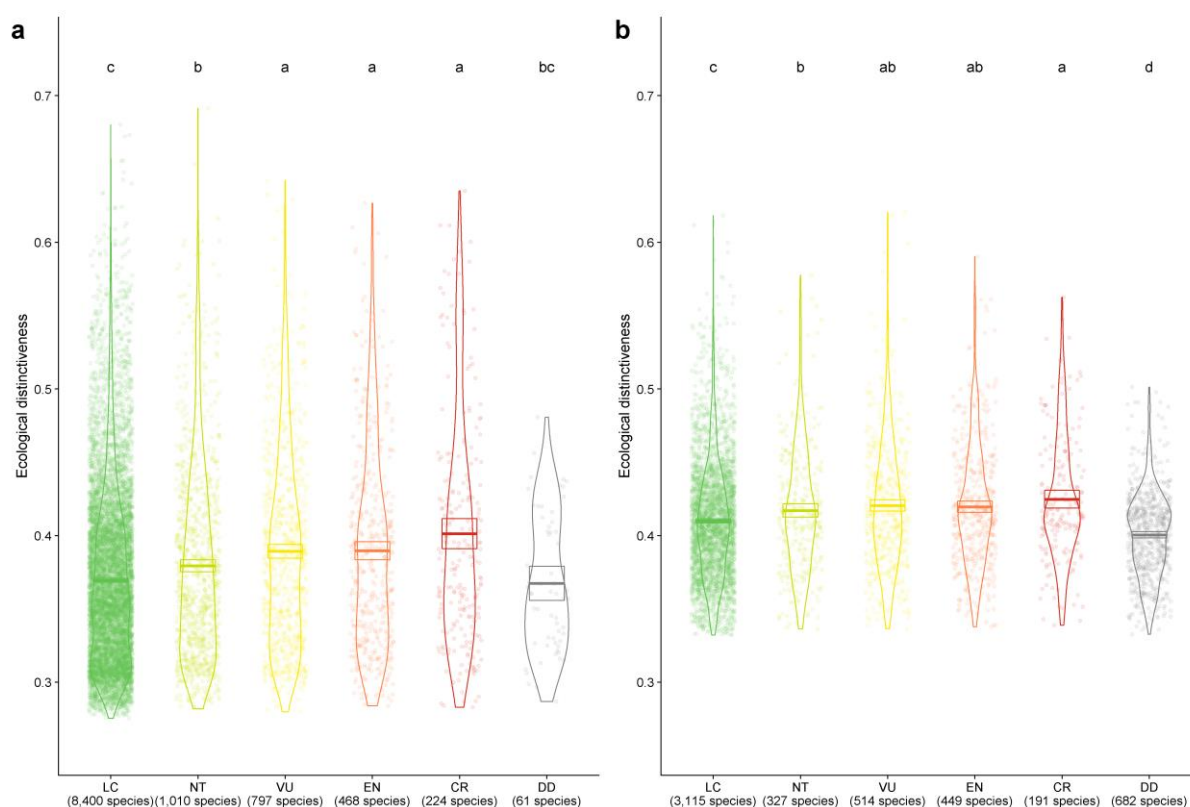 a
c b a a a bc
0.7
0.6
0.5
0.4
0.3
Ecological distinctiveness
LC NT VU EN CR DD
(8,400 species) (1,010 species) (797 species) (468 species) (224 species) (61 species)
b
c b ab ab a d
0.7
0.6
0.5
0.4
0.3
Ecological distinctiveness
LC NT VU EN CR DD
(3,115 species) (327 species) (514 species) (449 species) (191 species) (682 species)